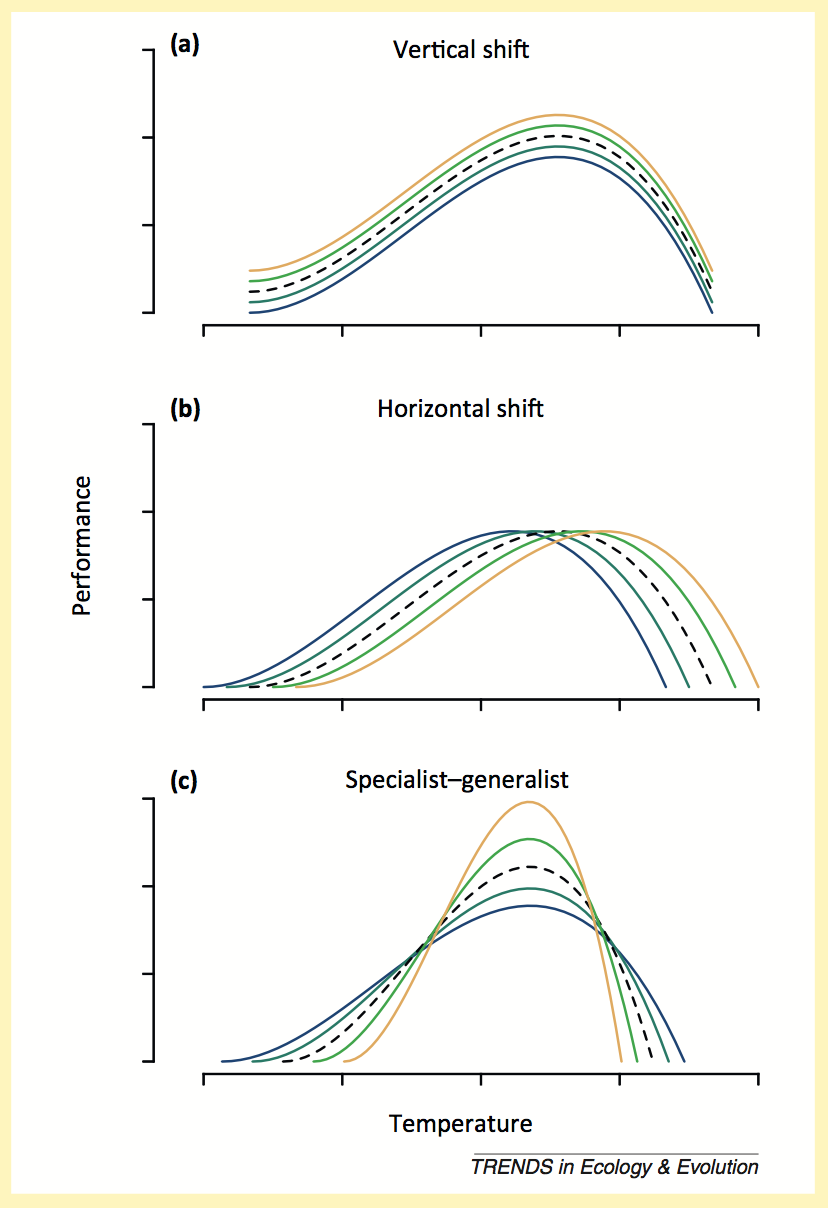 (a)
Vertical shift
(b)
Horizontal shift
Performance
(c)
Specialist–generalist
Temperature
TRENDS in Ecology & Evolution